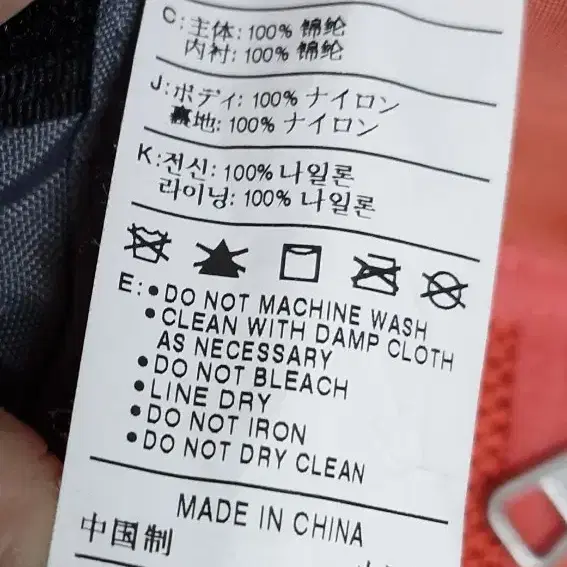 C: 主体: 100% 锦纶
内衬: 100% 锦纶
J: ボディ: 100% ナイロン
裏地: 100% ナイロン
K: 전신: 100% 나일론
라이닝: 100% 나일론
E: •DO NOT MACHINE WASH
•CLEAN WITH DAMP CLOTH
AS NECESSARY
•DO NOT BLEACH
•LINE DRY
•DO NOT IRON
•DO NOT DRY CLEAN
MADE IN CHINA
中国制